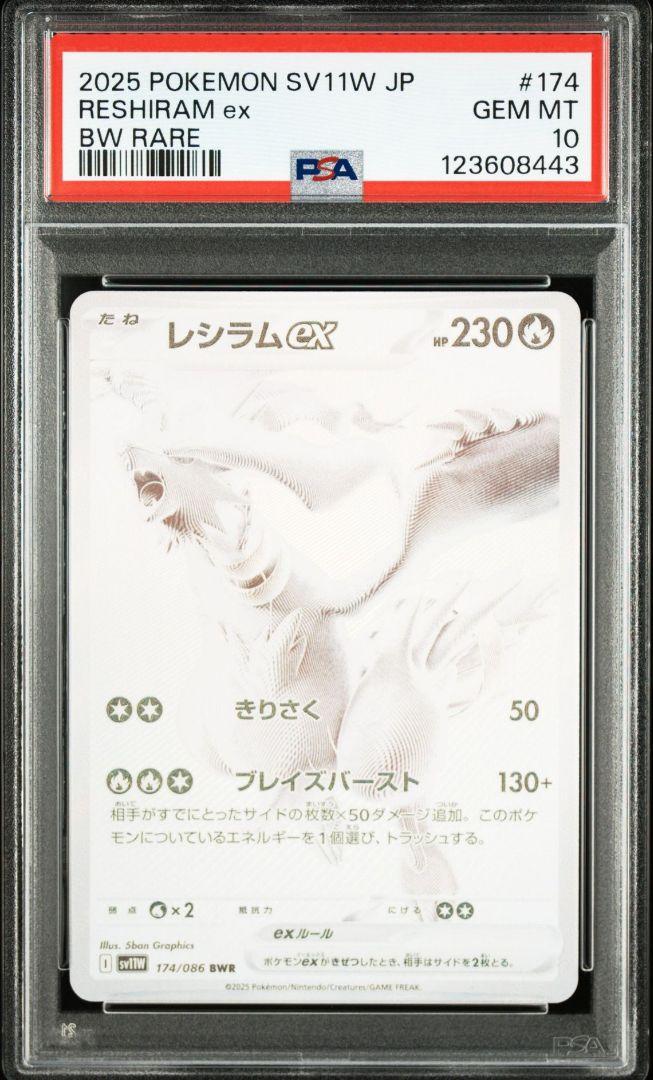 2025 POKEMON SV11W JP #174
RESHIRAM ex GEM MT
BW RARE 10
PSA 123608443
たね レシラムex HP 230
きりさく 50
ブレイズバースト 130+
相手がすでにとったサイドの枚数×50ダメージ追加。このポケ
モンについているエネルギーを1個選び、トラッシュする。
弱点 ×2 抵抗力 にげる
exルール
ポケモンexがきぜつしたとき、相手はサイドを2枚とる。
Illus. 5ban Graphics
I sv11W 174/086 BWR
©2025 Pokémon/Nintendo/Creatures/GAME FREAK.
PSA